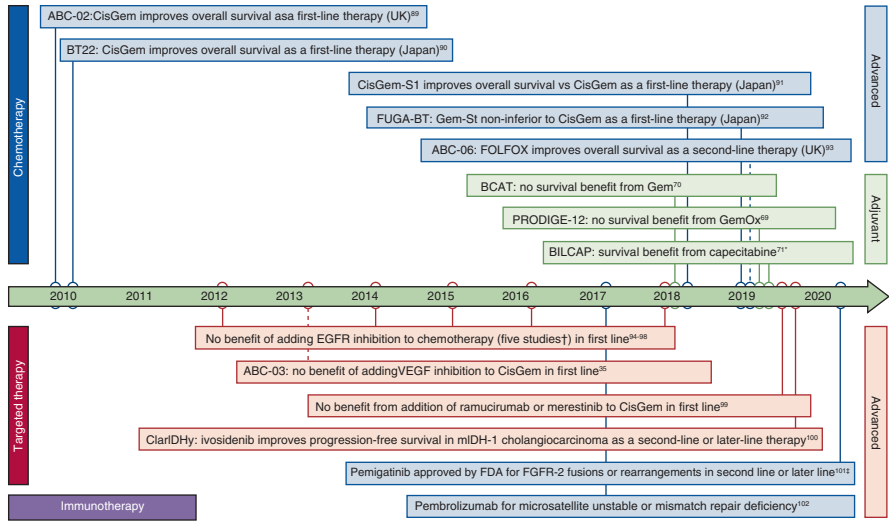 ABC-02:CisGem improves overall survival asa first-line therapy (UK)89
BT22: CisGem improves overall survival as a first-line therapy (Japan)90
CisGem-S1 improves overall survival vs CisGem as a first-line therapy (Japan)91
FUGA-BT: Gem-St non-inferior to CisGem as a first-line therapy (Japan)92
ABC-06: FOLFOX improves overall survival as a second-line therapy (UK)93
Chemotherapy
Advanced
BCAT: no survival benefit from Gem70
PRODIGE-12: no survival benefit from GemOx69
BILCAP: survival benefit from capecitabine71*
Adjuvant
2010 2011 2012 2013 2014 2015 2016 2017 2018 2019 2020
No benefit of adding EGFR inhibition to chemotherapy (five studies†) in first line94-98
ABC-03: no benefit of addingVEGF inhibition to CisGem in first line35
No benefit from addition of ramucirumab or merestinib to CisGem in first line99
ClarIDHy: ivosidenib improves progression-free survival in mIDH-1 cholangiocarcinoma as a second-line or later-line therapy100
Pemigatinib approved by FDA for FGFR-2 fusions or rearrangements in second line or later line101‡
Targeted therapy
Advanced
Immunotherapy
Pembrolizumab for microsatellite unstable or mismatch repair deficiency102